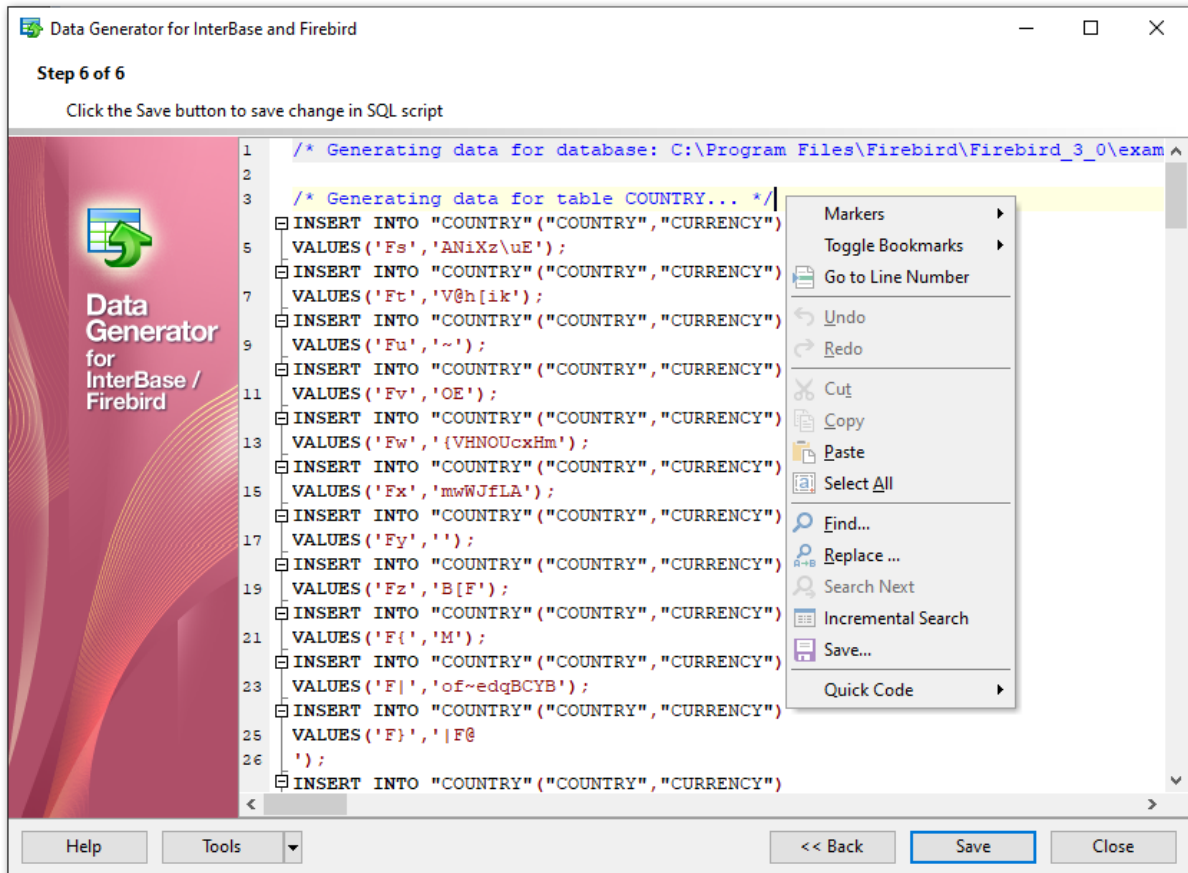 Data Generator for InterBase and Firebird
Step 6 of 6
Click the Save button to save change in SQL script
Data
Generator
for
InterBase /
Firebird
1 /* Generating data for database: C:\Program Files\Firebird\Firebird_3_0\exam
2
3 /* Generating data for table COUNTRY... */
INSERT INTO "COUNTRY"("COUNTRY","CURRENCY")
5 VALUES('Fs','ANiXz\uE');
INSERT INTO "COUNTRY"("COUNTRY","CURRENCY")
7 VALUES('Ft','V@h[ik');
INSERT INTO "COUNTRY"("COUNTRY","CURRENCY")
9 VALUES('Fu','~');
INSERT INTO "COUNTRY"("COUNTRY","CURRENCY")
11 VALUES('Fv','OE');
INSERT INTO "COUNTRY"("COUNTRY","CURRENCY")
13 VALUES('Fw','{VHNOUcxHm');
INSERT INTO "COUNTRY"("COUNTRY","CURRENCY")
15 VALUES('Fx','mwWJfLA');
INSERT INTO "COUNTRY"("COUNTRY","CURRENCY")
17 VALUES('Fy','');
INSERT INTO "COUNTRY"("COUNTRY","CURRENCY")
19 VALUES('Fz','B[F');
INSERT INTO "COUNTRY"("COUNTRY","CURRENCY")
21 VALUES('F{','M');
INSERT INTO "COUNTRY"("COUNTRY","CURRENCY")
23 VALUES('F|','of~edqBCYB');
INSERT INTO "COUNTRY"("COUNTRY","CURRENCY")
25 VALUES('F}','|F@
26 ');
INSERT INTO "COUNTRY"("COUNTRY","CURRENCY")
Markers
Toggle Bookmarks
Go to Line Number
Undo
Redo
Cut
Copy
Paste
Select All
Find...
Replace ...
Search Next
Incremental Search
Save...
Quick Code
Help
Tools
<< Back
Save
Close